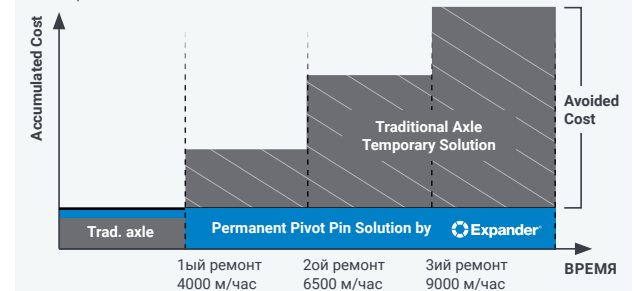 Accumulated Cost
Traditional Axle
Temporary Solution
Avoided
Cost
Trad. axle
Permanent Pivot Pin Solution by Expander
1ый ремонт
4000 м/час
2ой ремонт
6500 м/час
3ий ремонт
9000 м/час
ВРЕМЯ